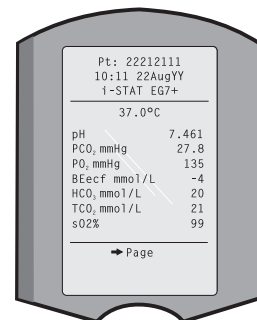 Pt: 22212111
10:11 22AugYY
i-STAT EG7+
37.0ºC
pH 7.461
PCO₂ mmHg 27.8
PO₂ mmHg 135
BEecf mmol/L -4
HCO₃ mmol/L 20
TCO₂ mmol/L 21
sO2% 99
➡ Page